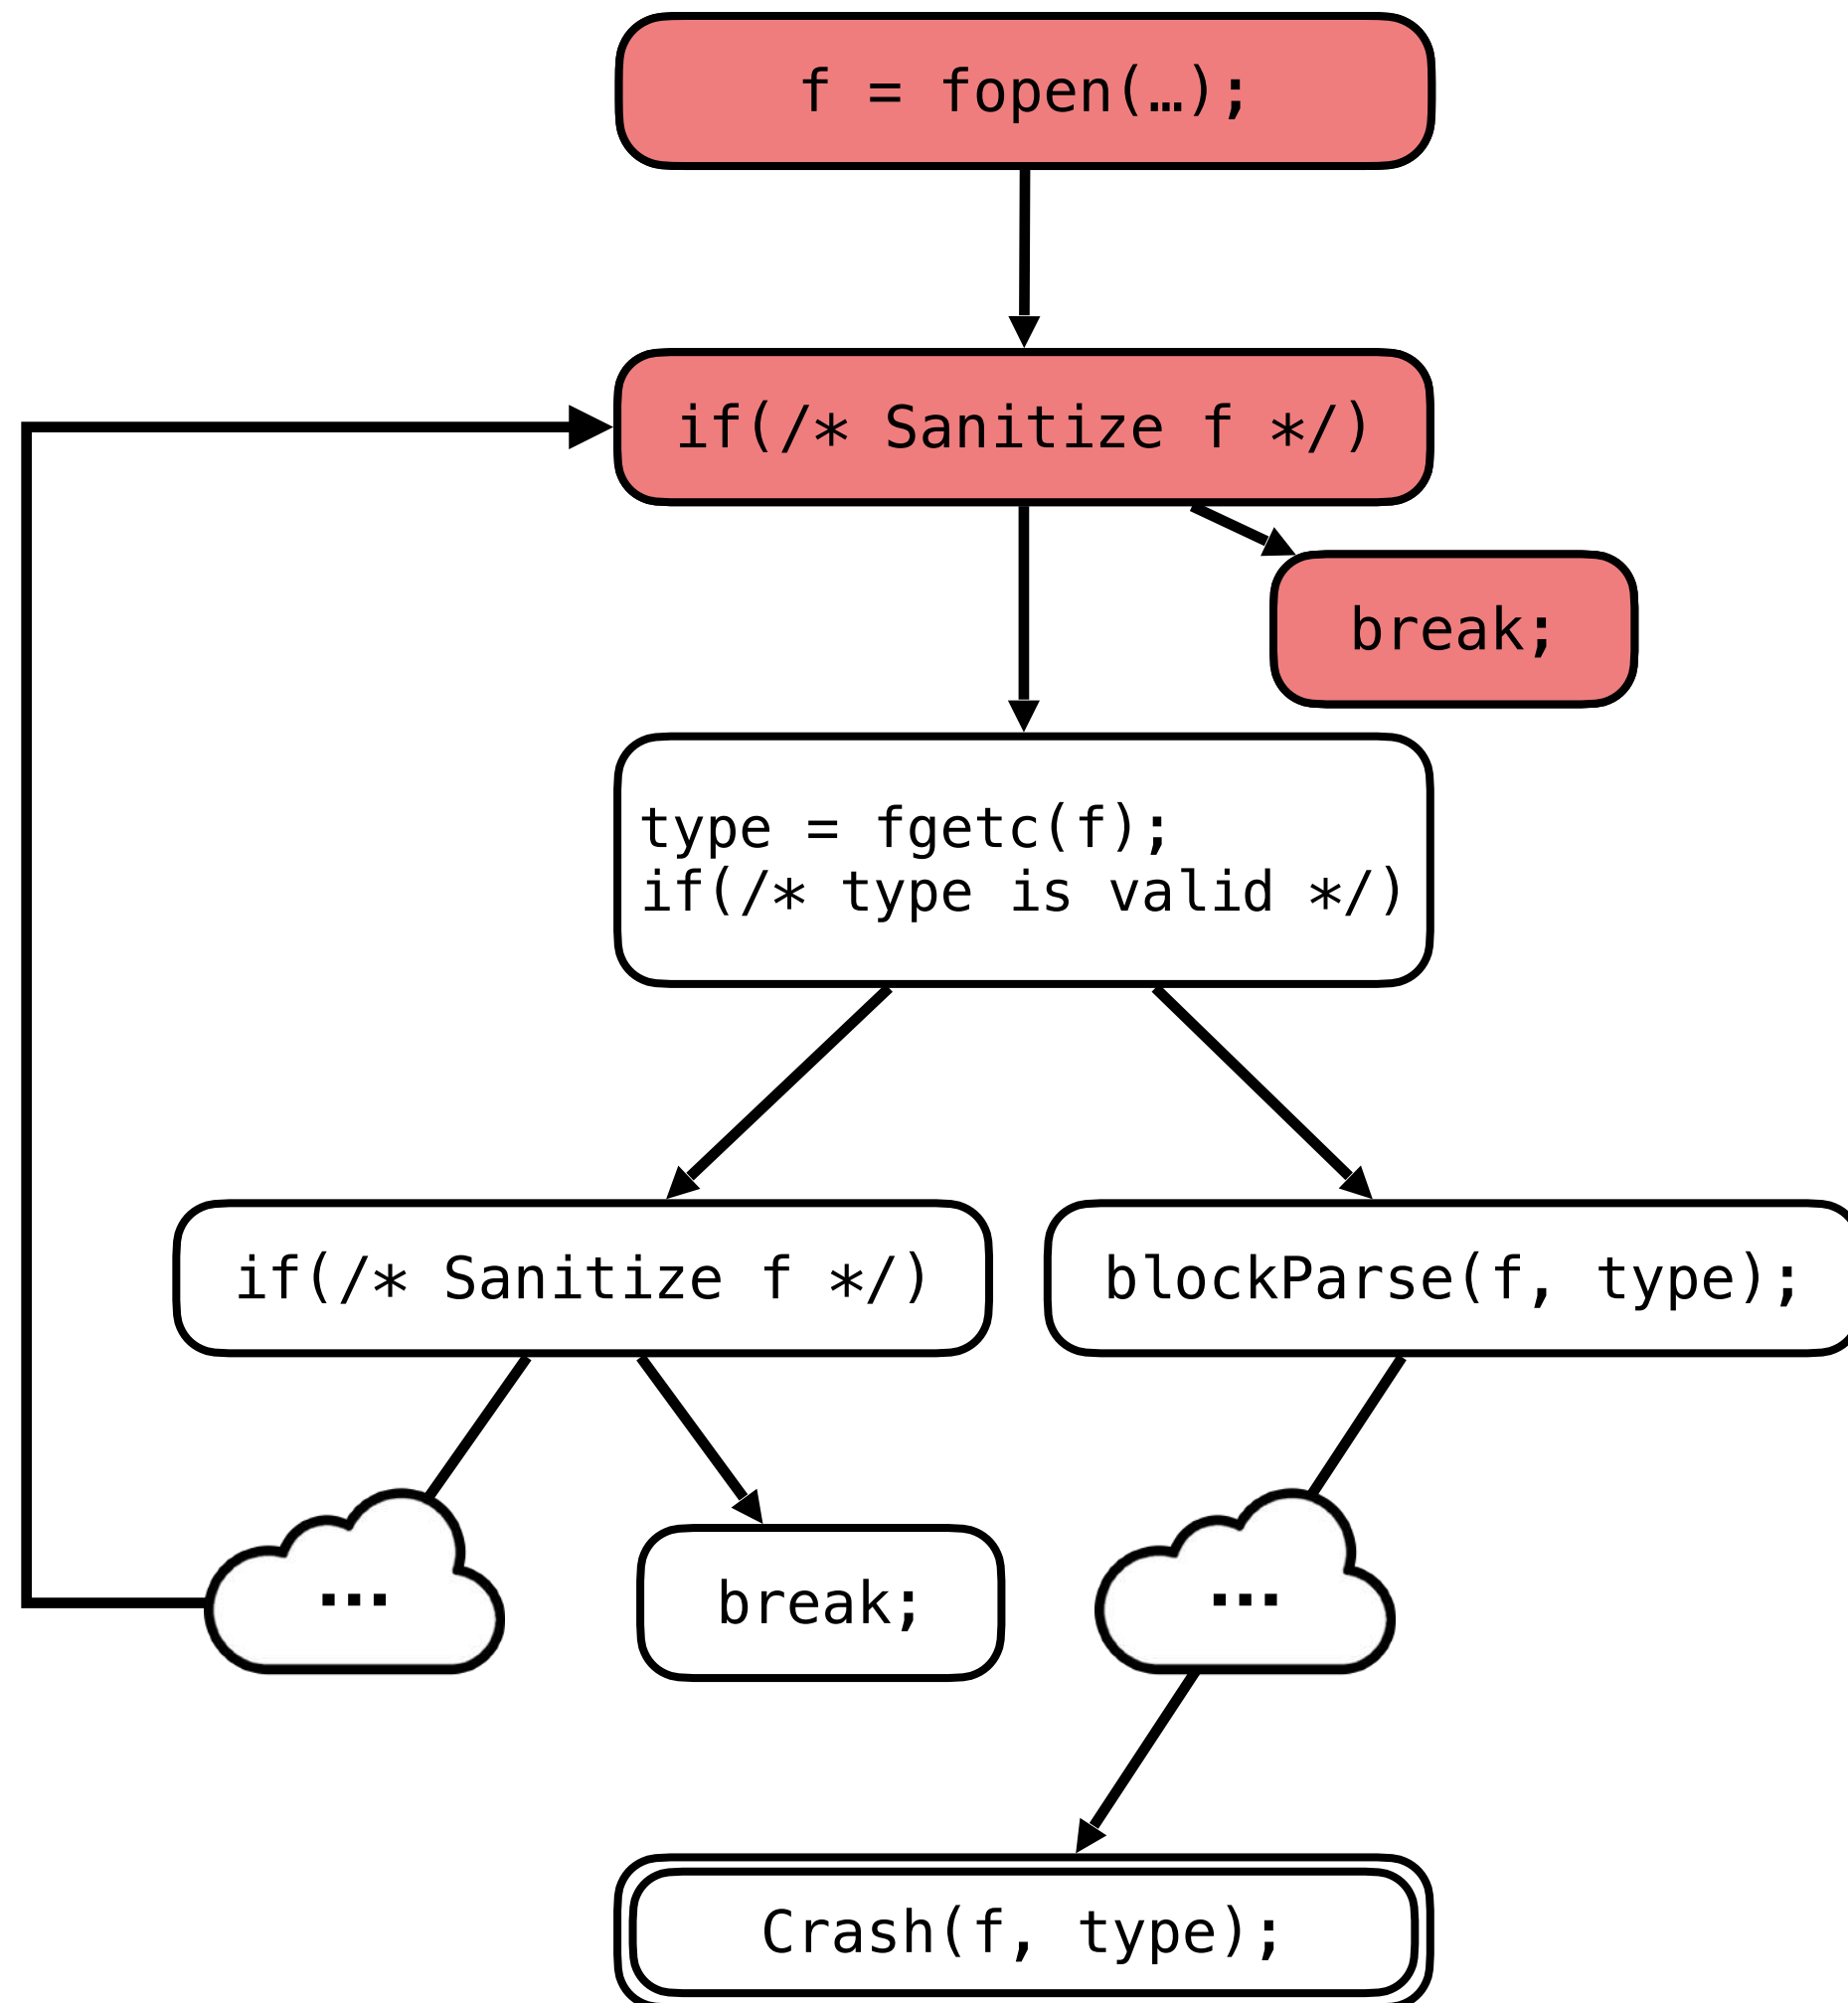 f = fopen(…);
if(/* Sanitize f */)
break;
type = fgetc(f);
if(/* type is valid */)
if(/* Sanitize f */)
blockParse(f, type);
...
break;
...
Crash(f, type);